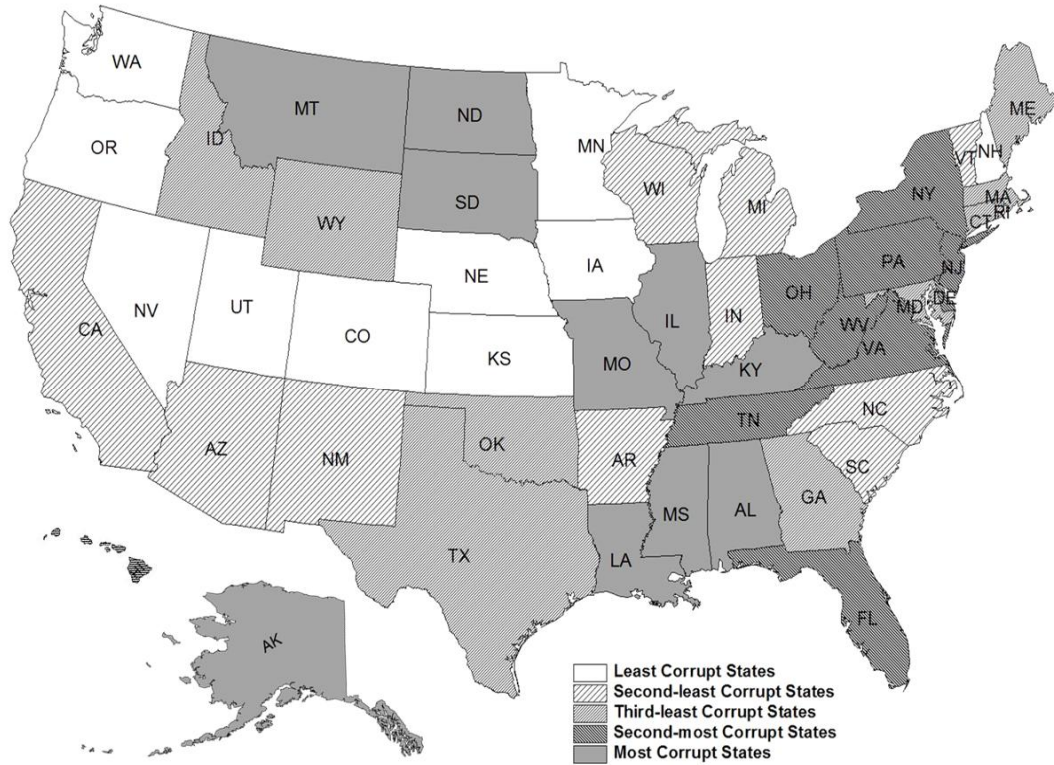 WA
MT
ND
ME
OR
ID
MN
VT
NH
WI
NY
MA
WY
SD
MI
CT
RI
PA
NJ
NE
IA
OH
DE
MD
NV
UT
CO
IL
IN
WV
VA
CA
KS
MO
KY
NC
TN
AZ
NM
OK
AR
SC
MS
AL
GA
TX
LA
FL
AK
Least Corrupt States
Second-least Corrupt States
Third-least Corrupt States
Second-most Corrupt States
Most Corrupt States